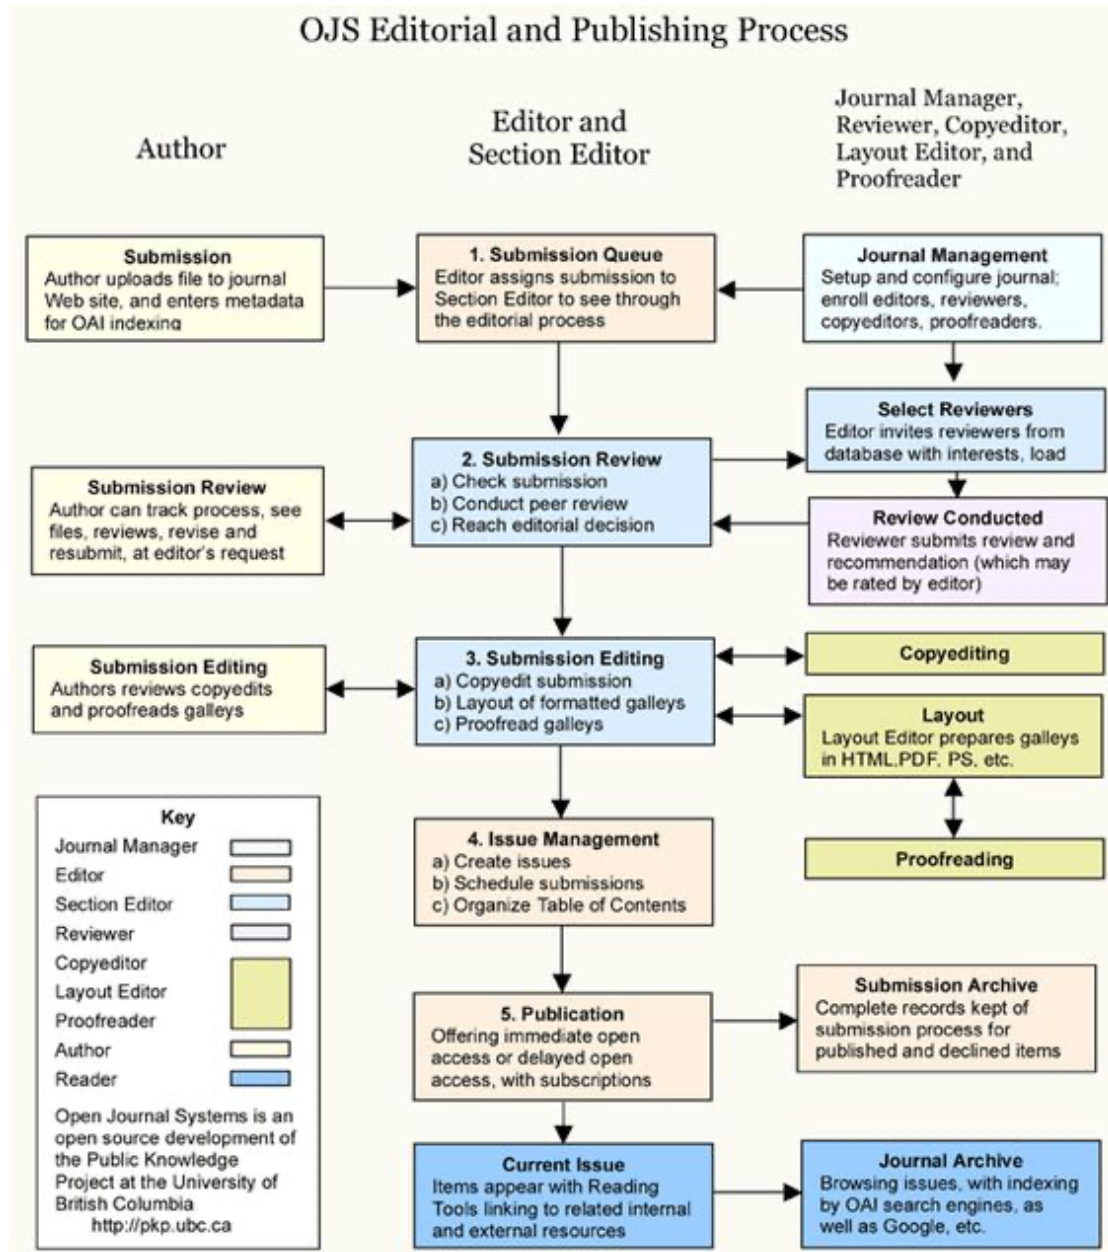 OJS Editorial and Publishing Process
Author
Editor and
Section Editor
Journal Manager,
Reviewer, Copyeditor,
Layout Editor, and
Proofreader
Submission
Author uploads file to journal
Web site, and enters metadata
for OAI indexing
1. Submission Queue
Editor assigns submission to
Section Editor to see through
the editorial process
Journal Management
Setup and configure journal;
enroll editors, reviewers,
copyeditors, proofreaders.
Select Reviewers
Editor invites reviewers from
database with interests, load
Submission Review
Author can track process, see
files, reviews, revise and
resubmit, at editor's request
2. Submission Review
a) Check submission
b) Conduct peer review
c) Reach editorial decision
Review Conducted
Reviewer submits review and
recommendation (which may
be rated by editor)
Submission Editing
Authors reviews copyedits
and proofreads galleys
3. Submission Editing
a) Copyedit submission
b) Layout of formatted galleys
c) Proofread galleys
Copyediting
Layout
Layout Editor prepares galleys
in HTML,PDF, PS, etc.
Proofreading
4. Issue Management
a) Create issues
b) Schedule submissions
c) Organize Table of Contents
5. Publication
Offering immediate open
access or delayed open
access, with subscriptions
Submission Archive
Complete records kept of
submission process for
published and declined items
Current Issue
Items appear with Reading
Tools linking to related internal
and external resources
Journal Archive
Browsing issues, with indexing
by OAI search engines, as
well as Google, etc.
Key
Journal Manager
Editor
Section Editor
Reviewer
Copyeditor
Layout Editor
Proofreader
Author
Reader
Open Journal Systems is an
open source development of
the Public Knowledge
Project at the University of
British Columbia
http://pkp.ubc.ca